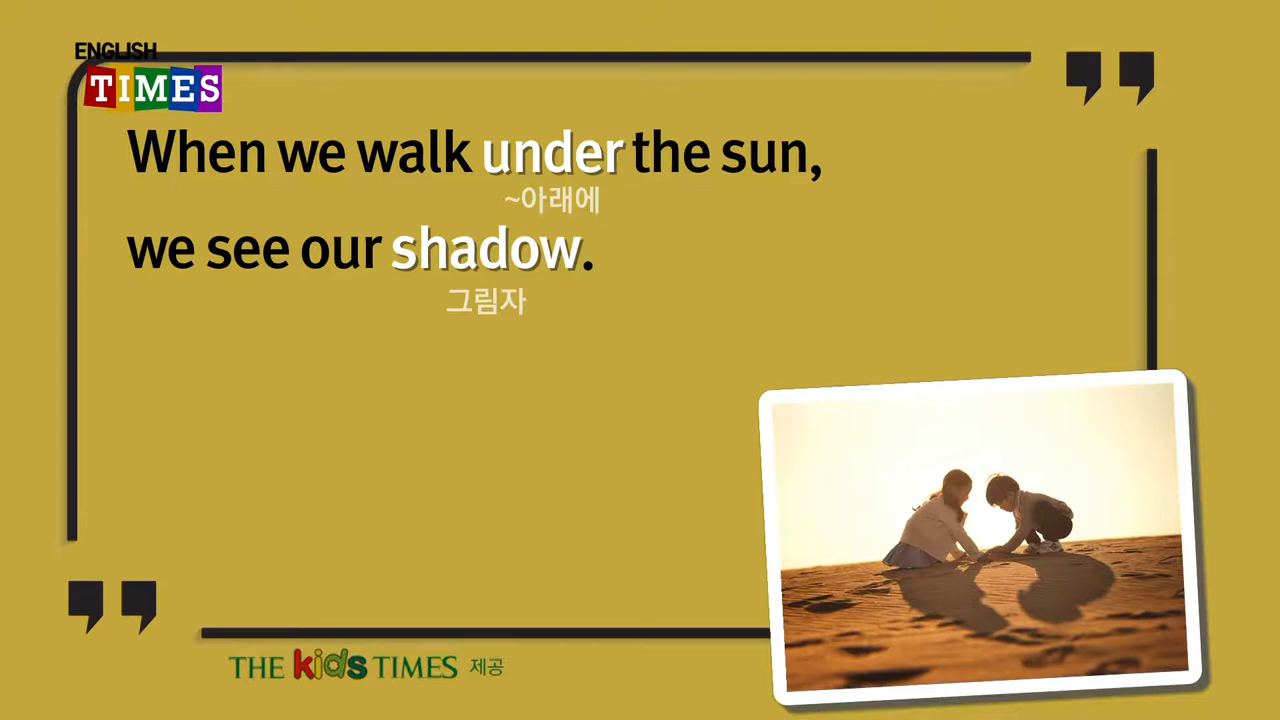 ENGLISH
TIMES
When we walk under the sun,
~아래에
we see our shadow.
그림자
THE kids TIMES 제공